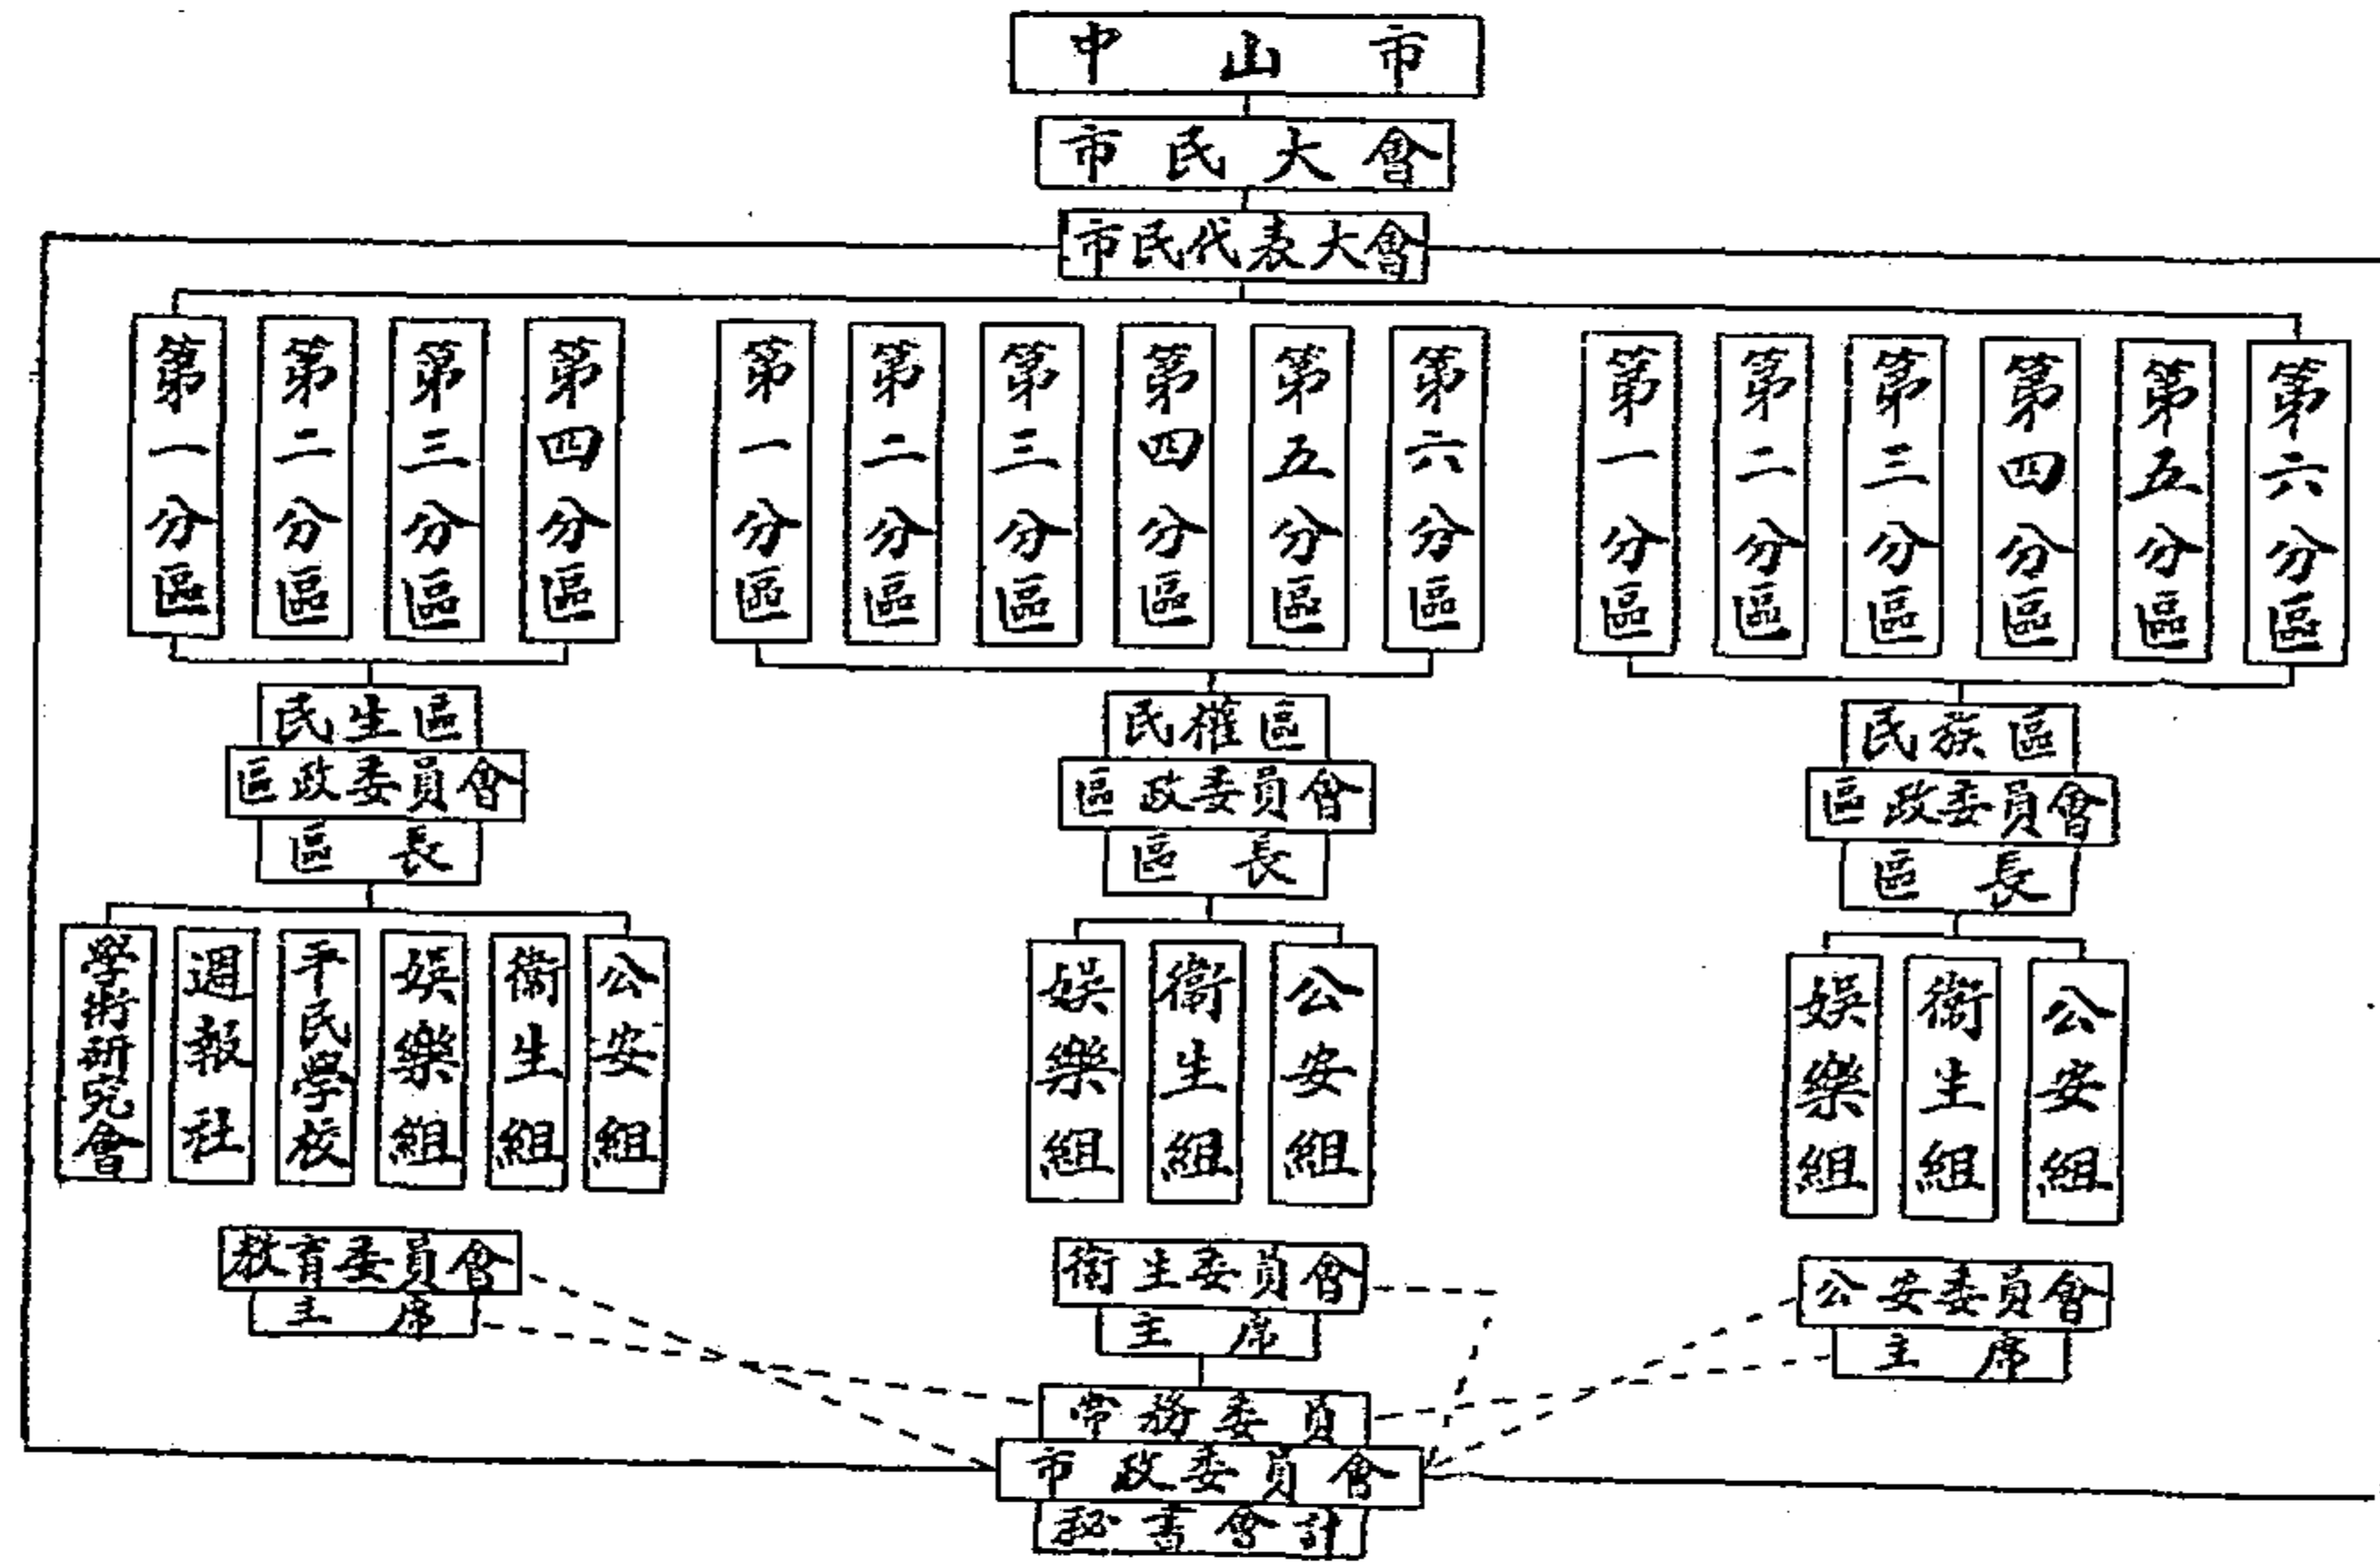 中山市
市民大會
市民代表大會
第一分區
第二分區
第三分區
第四分區
第一分區
第二分區
第三分區
第四分區
第五分區
第六分區
第一分區
第二分區
第三分區
第四分區
第五分區
第六分區
民生區
區政委員會
區長
民權區
區政委員會
區長
民族區
區政委員會
區長
學術研究會
週報社
平民學校
娛樂組
衞生組
公安組
娛樂組
衞生組
公安組
娛樂組
衞生組
公安組
教育委員會
主席
衞生委員會
主席
公安委員會
主席
常務委員
市政委員會
秘書會計